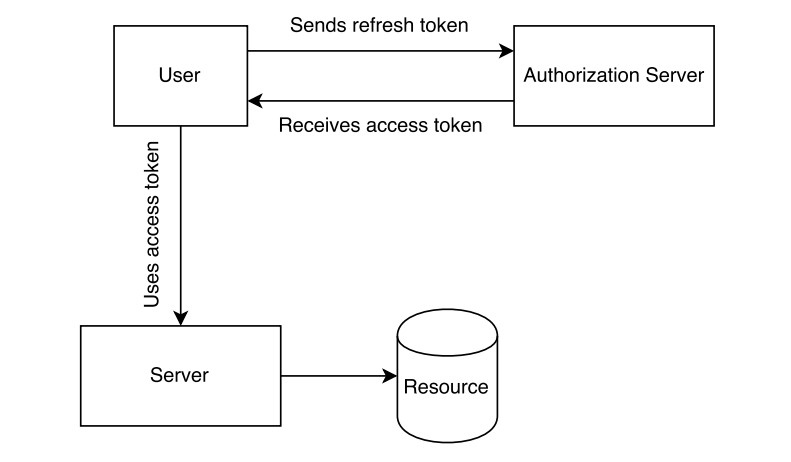 Sends refresh token
User
Authorization Server
Receives access token
Uses access token
Server
Resource